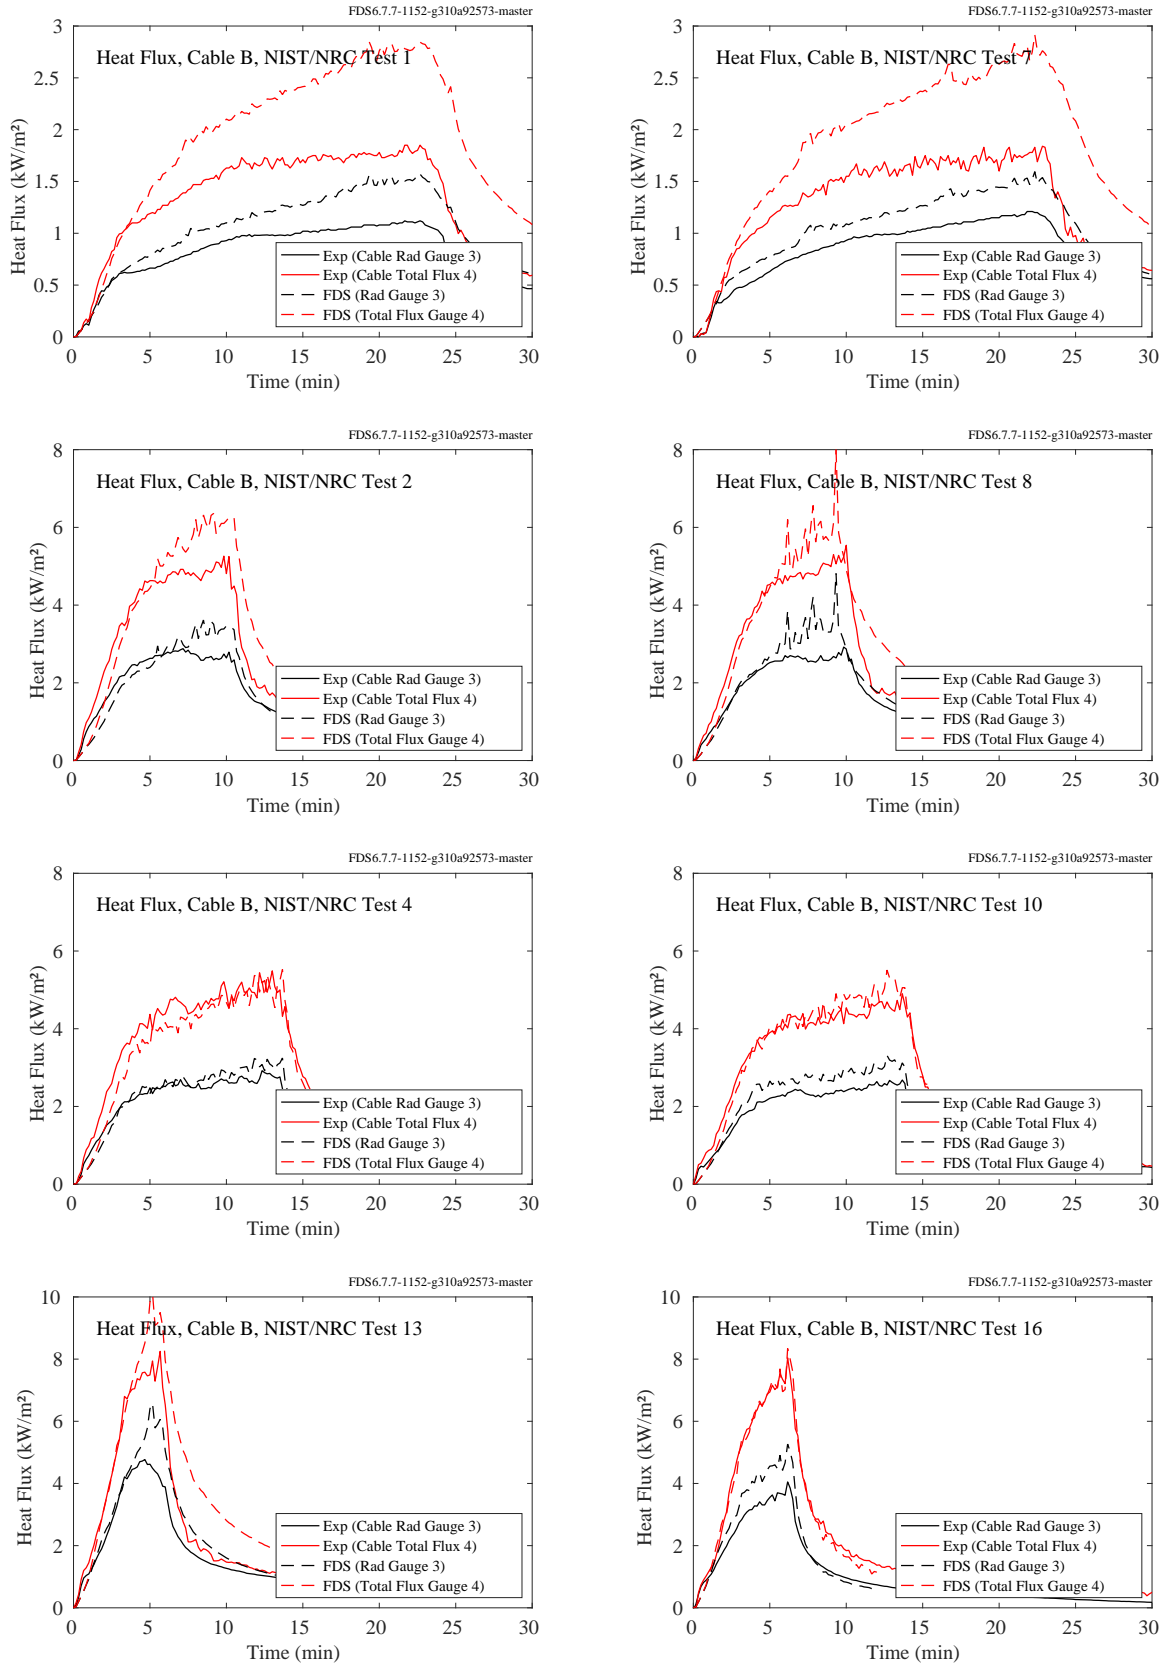 FDS6.7.7-1152-g310a92573-master
Heat Flux, Cable B, NIST/NRC Test 1
Heat Flux (kW/m²)
3
2.5
2
1.5
1
0.5
0
Exp (Cable Rad Gauge 3)
Exp (Cable Total Flux 4)
FDS (Rad Gauge 3)
FDS (Total Flux Gauge 4)
0 5 10 15 20 25 30
Time (min)
FDS6.7.7-1152-g310a92573-master
Heat Flux, Cable B, NIST/NRC Test 7
Heat Flux (kW/m²)
3
2.5
2
1.5
1
0.5
0
Exp (Cable Rad Gauge 3)
Exp (Cable Total Flux 4)
FDS (Rad Gauge 3)
FDS (Total Flux Gauge 4)
0 5 10 15 20 25 30
Time (min)
FDS6.7.7-1152-g310a92573-master
Heat Flux, Cable B, NIST/NRC Test 2
Heat Flux (kW/m²)
8
6
4
2
0
Exp (Cable Rad Gauge 3)
Exp (Cable Total Flux 4)
FDS (Rad Gauge 3)
FDS (Total Flux Gauge 4)
0 5 10 15 20 25 30
Time (min)
FDS6.7.7-1152-g310a92573-master
Heat Flux, Cable B, NIST/NRC Test 8
Heat Flux (kW/m²)
8
6
4
2
0
Exp (Cable Rad Gauge 3)
Exp (Cable Total Flux 4)
FDS (Rad Gauge 3)
FDS (Total Flux Gauge 4)
0 5 10 15 20 25 30
Time (min)
FDS6.7.7-1152-g310a92573-master
Heat Flux, Cable B, NIST/NRC Test 4
Heat Flux (kW/m²)
8
6
4
2
0
Exp (Cable Rad Gauge 3)
Exp (Cable Total Flux 4)
FDS (Rad Gauge 3)
FDS (Total Flux Gauge 4)
0 5 10 15 20 25 30
Time (min)
FDS6.7.7-1152-g310a92573-master
Heat Flux, Cable B, NIST/NRC Test 10
Heat Flux (kW/m²)
8
6
4
2
0
Exp (Cable Rad Gauge 3)
Exp (Cable Total Flux 4)
FDS (Rad Gauge 3)
FDS (Total Flux Gauge 4)
0 5 10 15 20 25 30
Time (min)
FDS6.7.7-1152-g310a92573-master
Heat Flux, Cable B, NIST/NRC Test 13
Heat Flux (kW/m²)
10
8
6
4
2
0
Exp (Cable Rad Gauge 3)
Exp (Cable Total Flux 4)
FDS (Rad Gauge 3)
FDS (Total Flux Gauge 4)
0 5 10 15 20 25 30
Time (min)
FDS6.7.7-1152-g310a92573-master
Heat Flux, Cable B, NIST/NRC Test 16
Heat Flux (kW/m²)
10
8
6
4
2
0
Exp (Cable Rad Gauge 3)
Exp (Cable Total Flux 4)
FDS (Rad Gauge 3)
FDS (Total Flux Gauge 4)
0 5 10 15 20 25 30
Time (min)